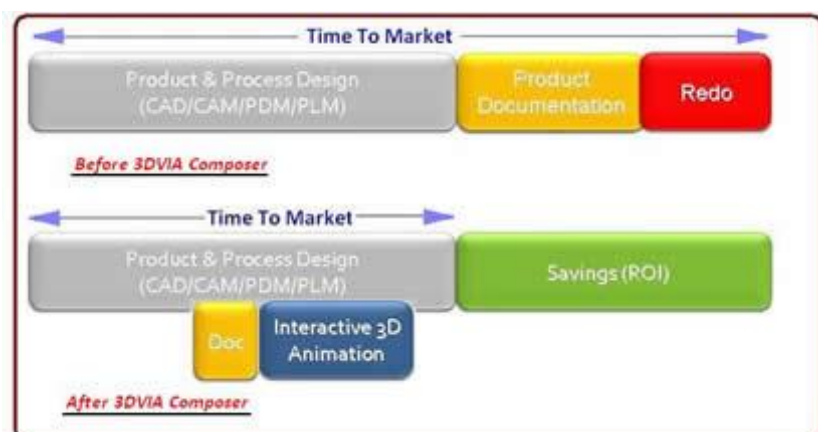 Time To Market
Product & Process Design
(CAD/CAM/PDM/PLM)
Product
Documentation
Redo
Before 3DVIA Composer
Time To Market
Product & Process Design
(CAD/CAM/PDM/PLM)
Savings (ROI)
Doc
Interactive 3D
Animation
After 3DVIA Composer